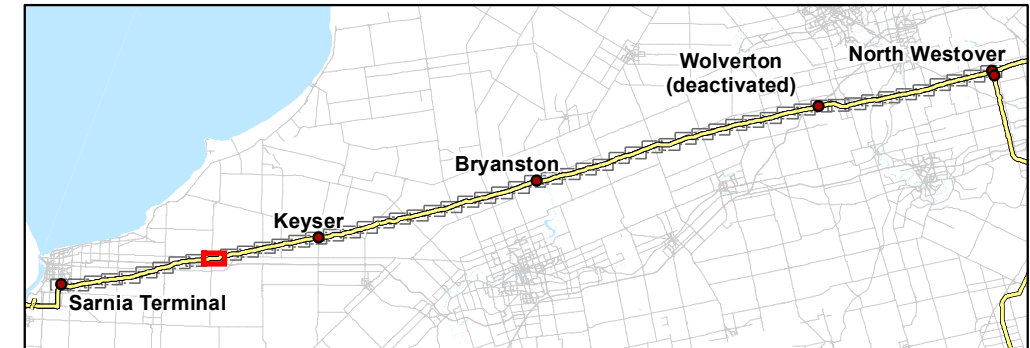 North Westover
Wolverton
(deactivated)
Bryanston
Keyser
Sarnia Terminal